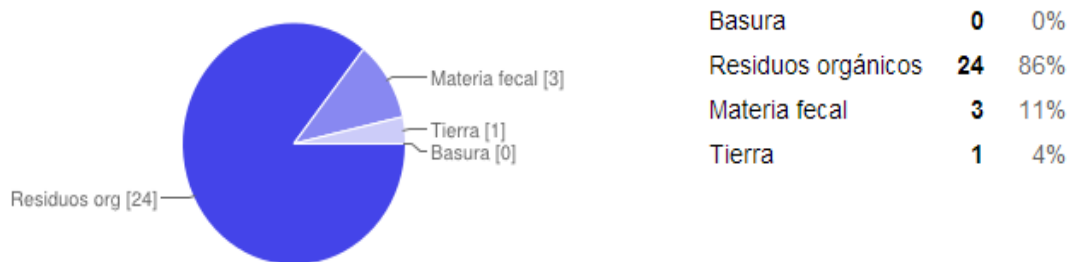 Materia fecal [3]
Tierra [1]
Basura [0]
Residuos org [24]
Basura 0 0%
Residuos orgánicos 24 86%
Materia fecal 3 11%
Tierra 1 4%